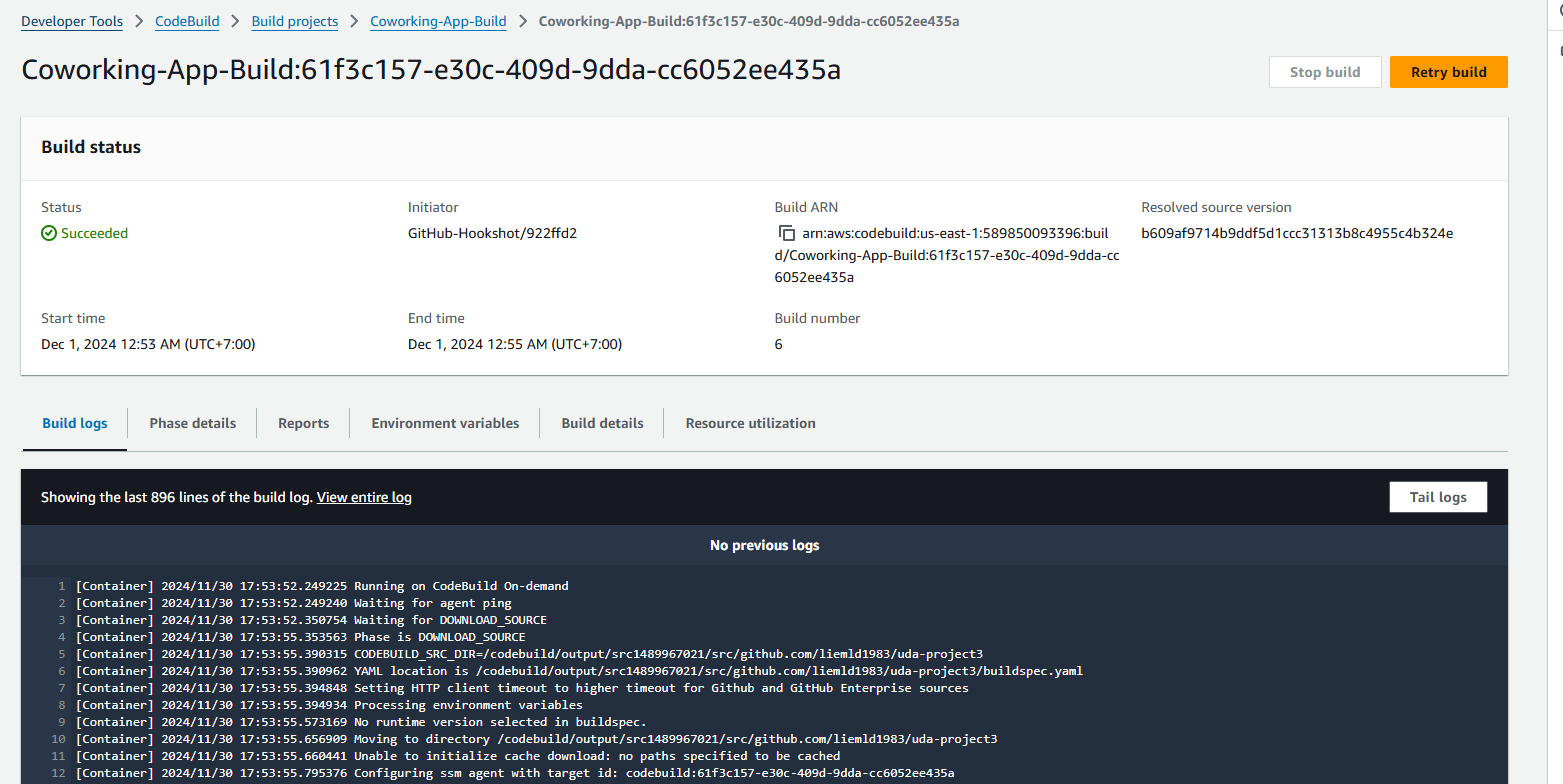 Developer Tools > CodeBuild > Build projects > Coworking-App-Build > Coworking-App-Build:61f3c157-e30c-409d-9dda-cc6052ee435a
Coworking-App-Build:61f3c157-e30c-409d-9dda-cc6052ee435a
Stop build
Retry build
Build status
Status
Succeeded
Initiator
GitHub-Hookshot/922ffd2
Build ARN
arn:aws:codebuild:us-east-1:589850093396:buil
d/Coworking-App-Build:61f3c157-e30c-409d-9dda-cc
6052ee435a
Resolved source version
b609af9714b9ddf5d1ccc31313b8c4955c4b324e
Start time
Dec 1, 2024 12:53 AM (UTC+7:00)
End time
Dec 1, 2024 12:55 AM (UTC+7:00)
Build number
6
Build logs
Phase details
Reports
Environment variables
Build details
Resource utilization
Showing the last 896 lines of the build log. View entire log
Tail logs
No previous logs
1 [Container] 2024/11/30 17:53:52.249225 Running on CodeBuild On-demand
2 [Container] 2024/11/30 17:53:52.249240 Waiting for agent ping
3 [Container] 2024/11/30 17:53:52.350754 Waiting for DOWNLOAD_SOURCE
4 [Container] 2024/11/30 17:53:55.353563 Phase is DOWNLOAD_SOURCE
5 [Container] 2024/11/30 17:53:55.390315 CODEBUILD_SRC_DIR=/codebuild/output/src1489967021/src/github.com/liemld1983/uda-project3
6 [Container] 2024/11/30 17:53:55.390962 YAML location is /codebuild/output/src1489967021/src/github.com/liemld1983/uda-project3/buildspec.yaml
7 [Container] 2024/11/30 17:53:55.394848 Setting HTTP client timeout to higher timeout for Github and GitHub Enterprise sources
8 [Container] 2024/11/30 17:53:55.394934 Processing environment variables
9 [Container] 2024/11/30 17:53:55.573169 No runtime version selected in buildspec.
10 [Container] 2024/11/30 17:53:55.656909 Moving to directory /codebuild/output/src1489967021/src/github.com/liemld1983/uda-project3
11 [Container] 2024/11/30 17:53:55.660441 Unable to initialize cache download: no paths specified to be cached
12 [Container] 2024/11/30 17:53:55.795376 Configuring ssm agent with target id: codebuild:61f3c157-e30c-409d-9dda-cc6052ee435a